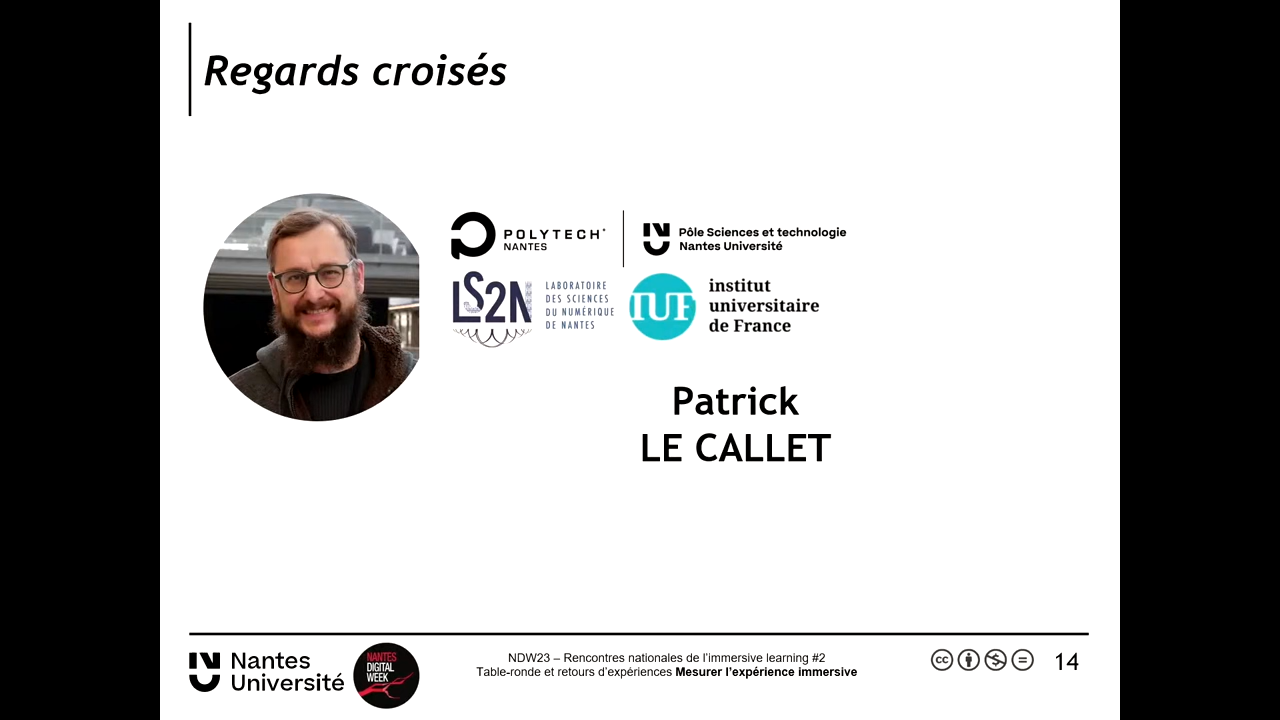 Regards croisés
POLYTECH
NANTES
Pôle Sciences et technologie
Nantes Université
LS2N
LABORATOIRE
DES SCIENCES
DU NUMÉRIQUE
DE NANTES
IUF
institut
universitaire
de France
Patrick
LE CALLET
Nantes
Université
NANTES
DIGITAL
WEEK
NDW23 – Rencontres nationales de l’immersive learning #2
Table-ronde et retours d’expériences Mesurer l’expérience immersive
cc
14